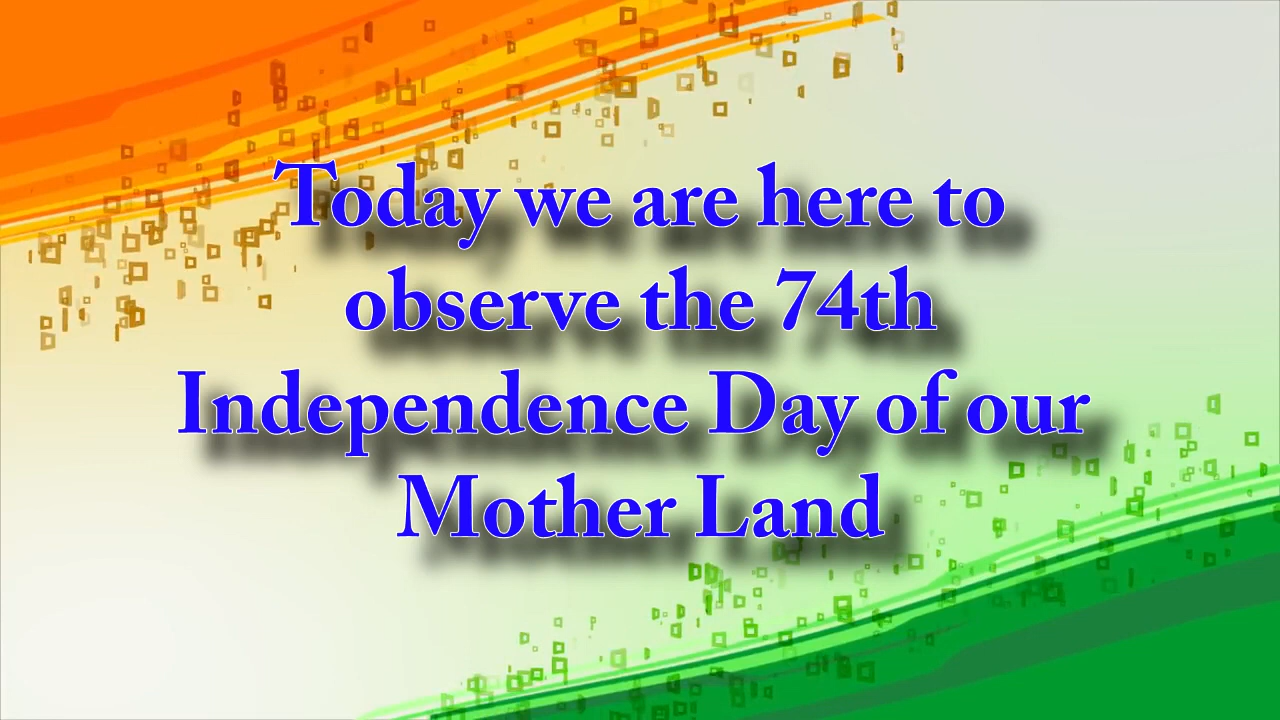 Today we are here to
observe the 74th
Independence Day of our
Mother Land